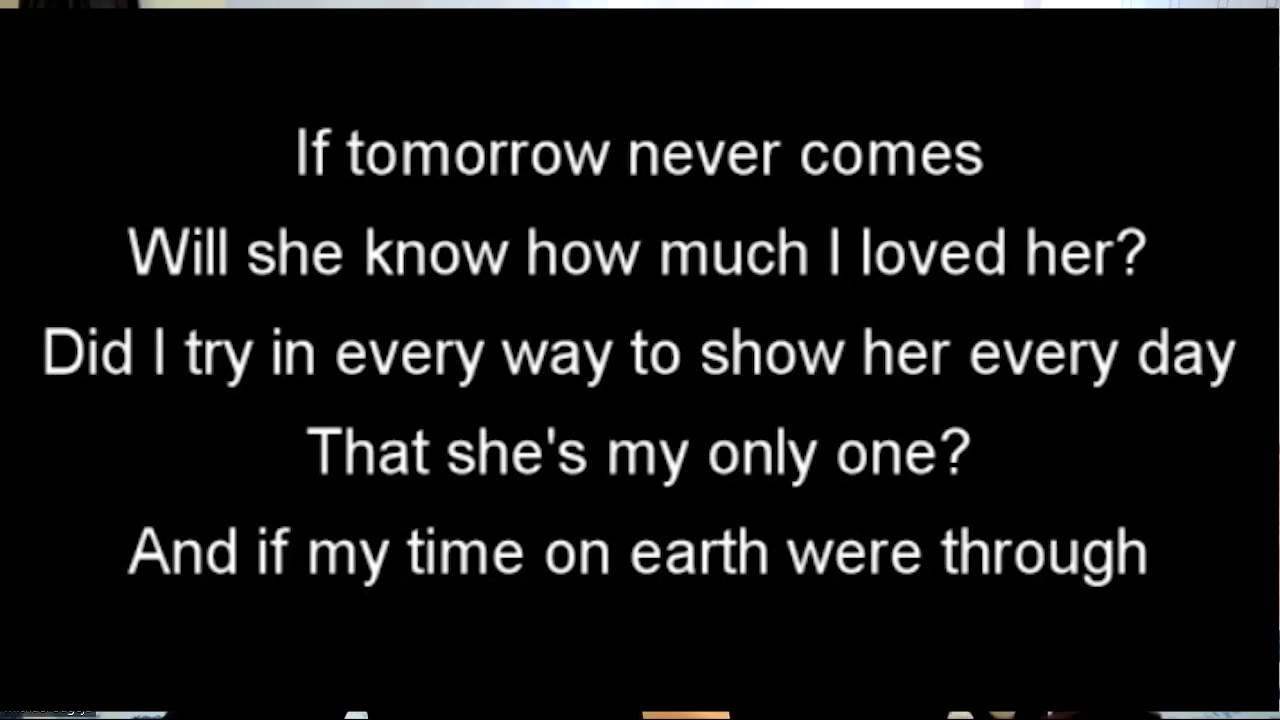 If tomorrow never comes
Will she know how much I loved her?
Did I try in every way to show her every day
That she's my only one?
And if my time on earth were through